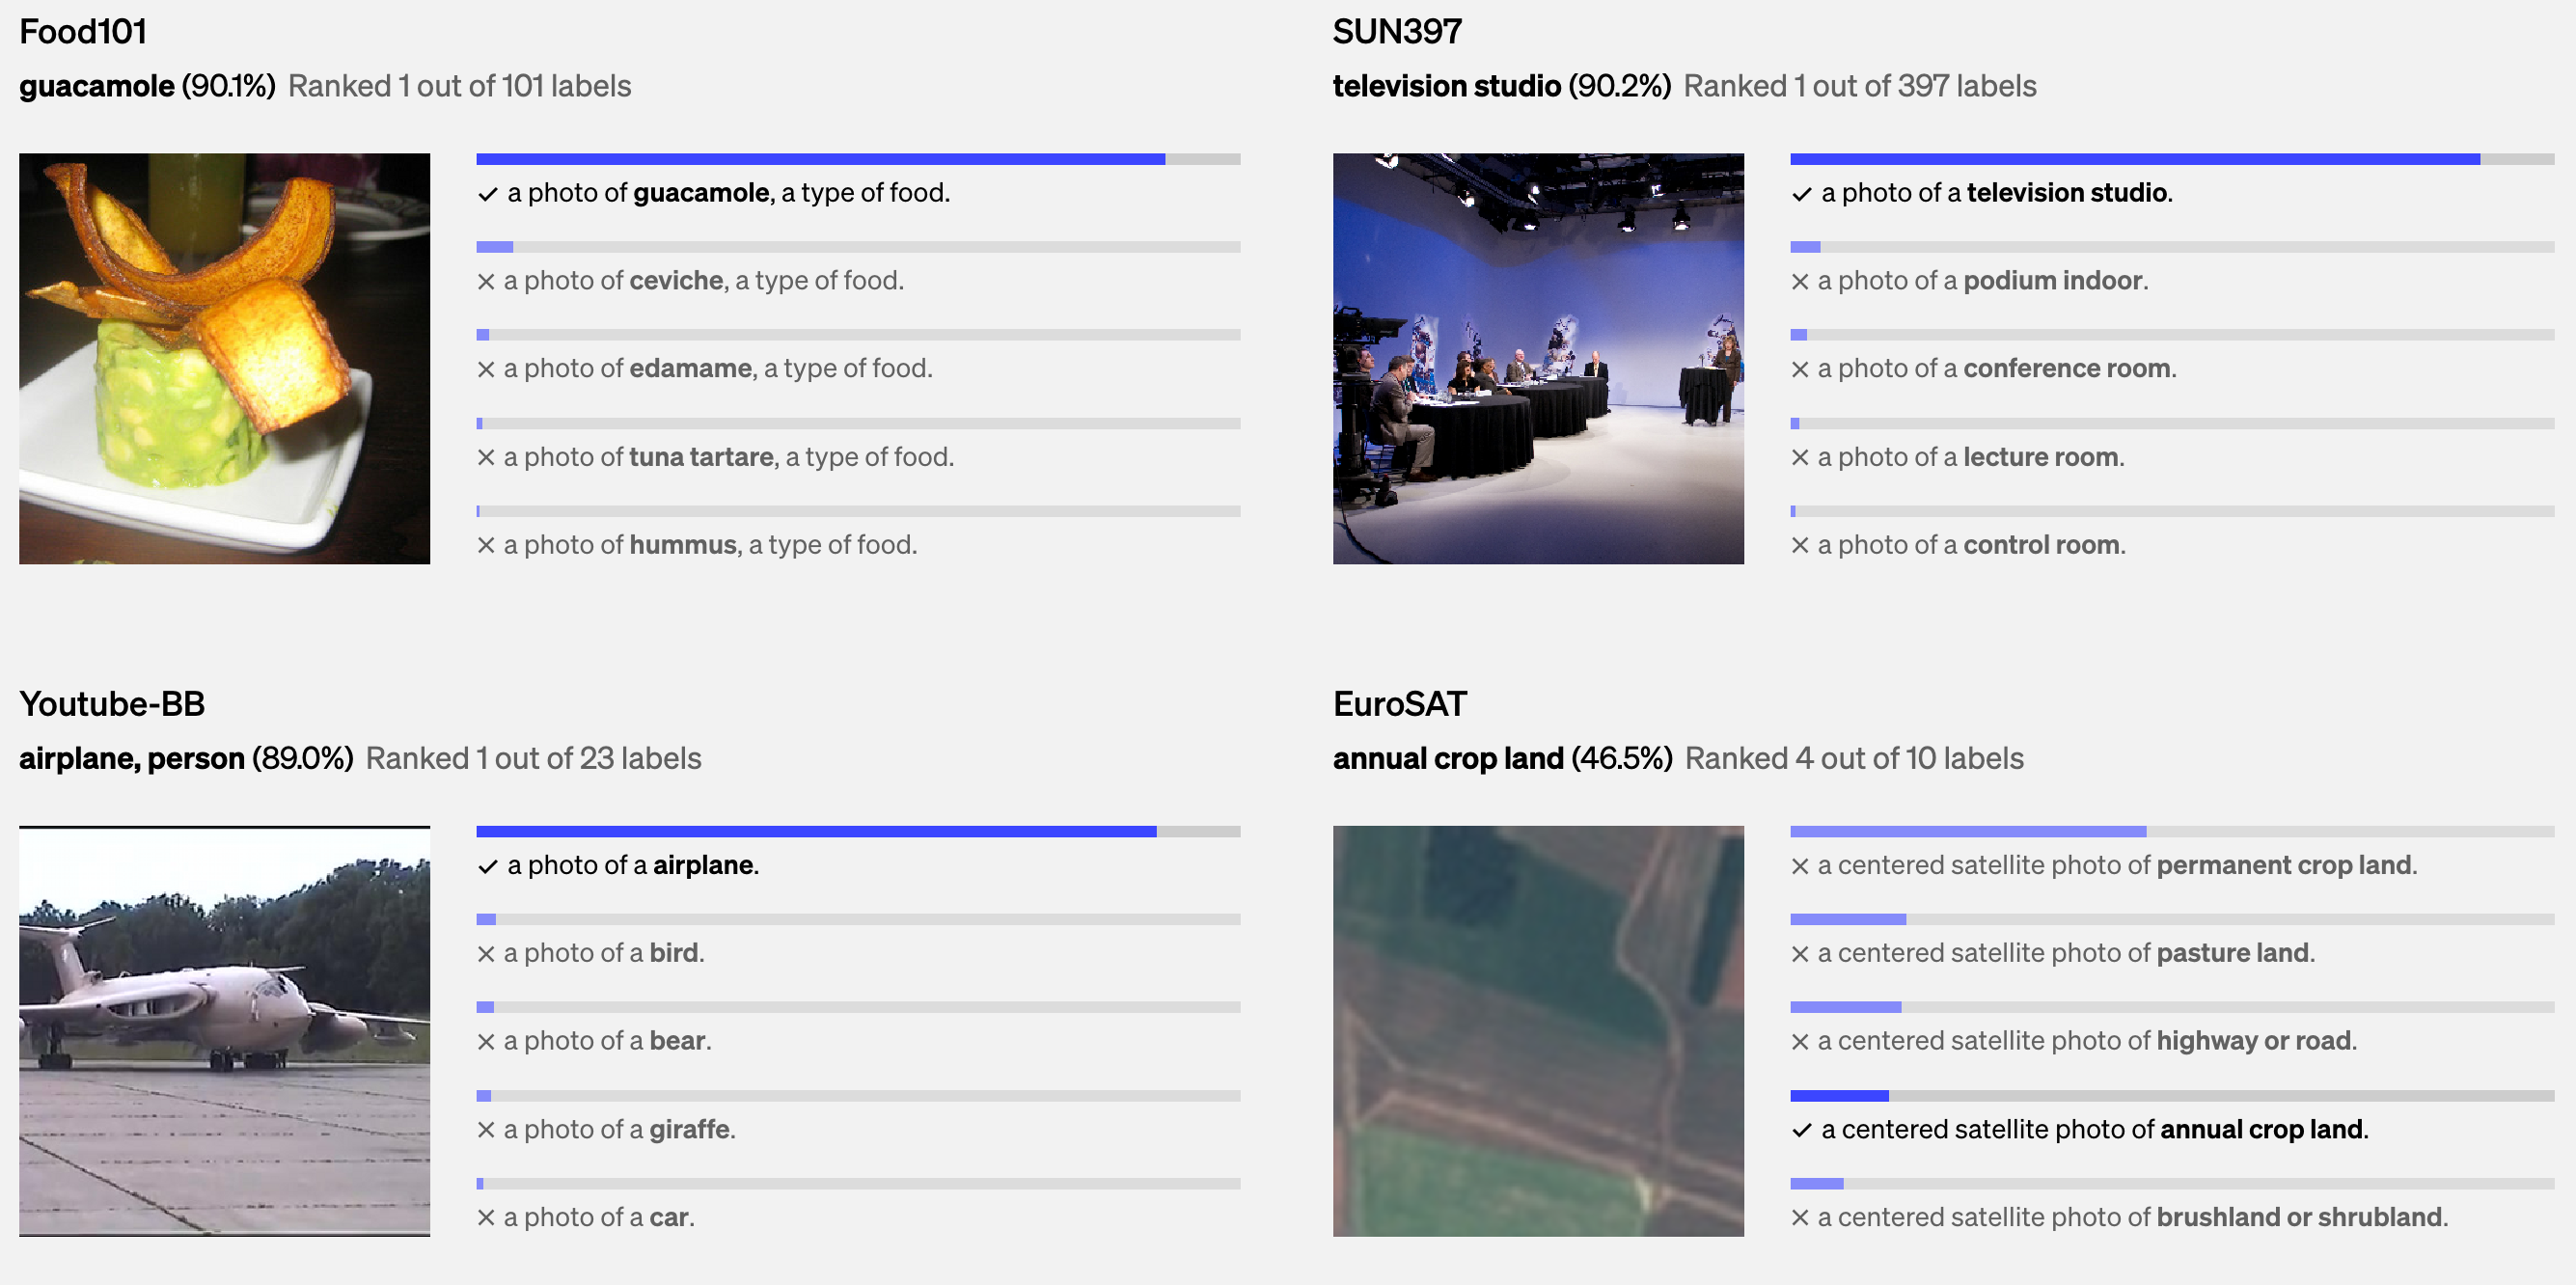 Food101
guacamole (90.1%) Ranked 1 out of 101 labels
✓ a photo of guacamole, a type of food.
× a photo of ceviche, a type of food.
× a photo of edamame, a type of food.
× a photo of tuna tartare, a type of food.
× a photo of hummus, a type of food.
SUN397
television studio (90.2%) Ranked 1 out of 397 labels
✓ a photo of a television studio.
× a photo of a podium indoor.
× a photo of a conference room.
× a photo of a lecture room.
× a photo of a control room.
Youtube-BB
airplane, person (89.0%) Ranked 1 out of 23 labels
✓ a photo of a airplane.
× a photo of a bird.
× a photo of a bear.
× a photo of a giraffe.
× a photo of a car.
EuroSAT
annual crop land (46.5%) Ranked 4 out of 10 labels
× a centered satellite photo of permanent crop land.
× a centered satellite photo of pasture land.
× a centered satellite photo of highway or road.
✓ a centered satellite photo of annual crop land.
× a centered satellite photo of brushland or shrubland.